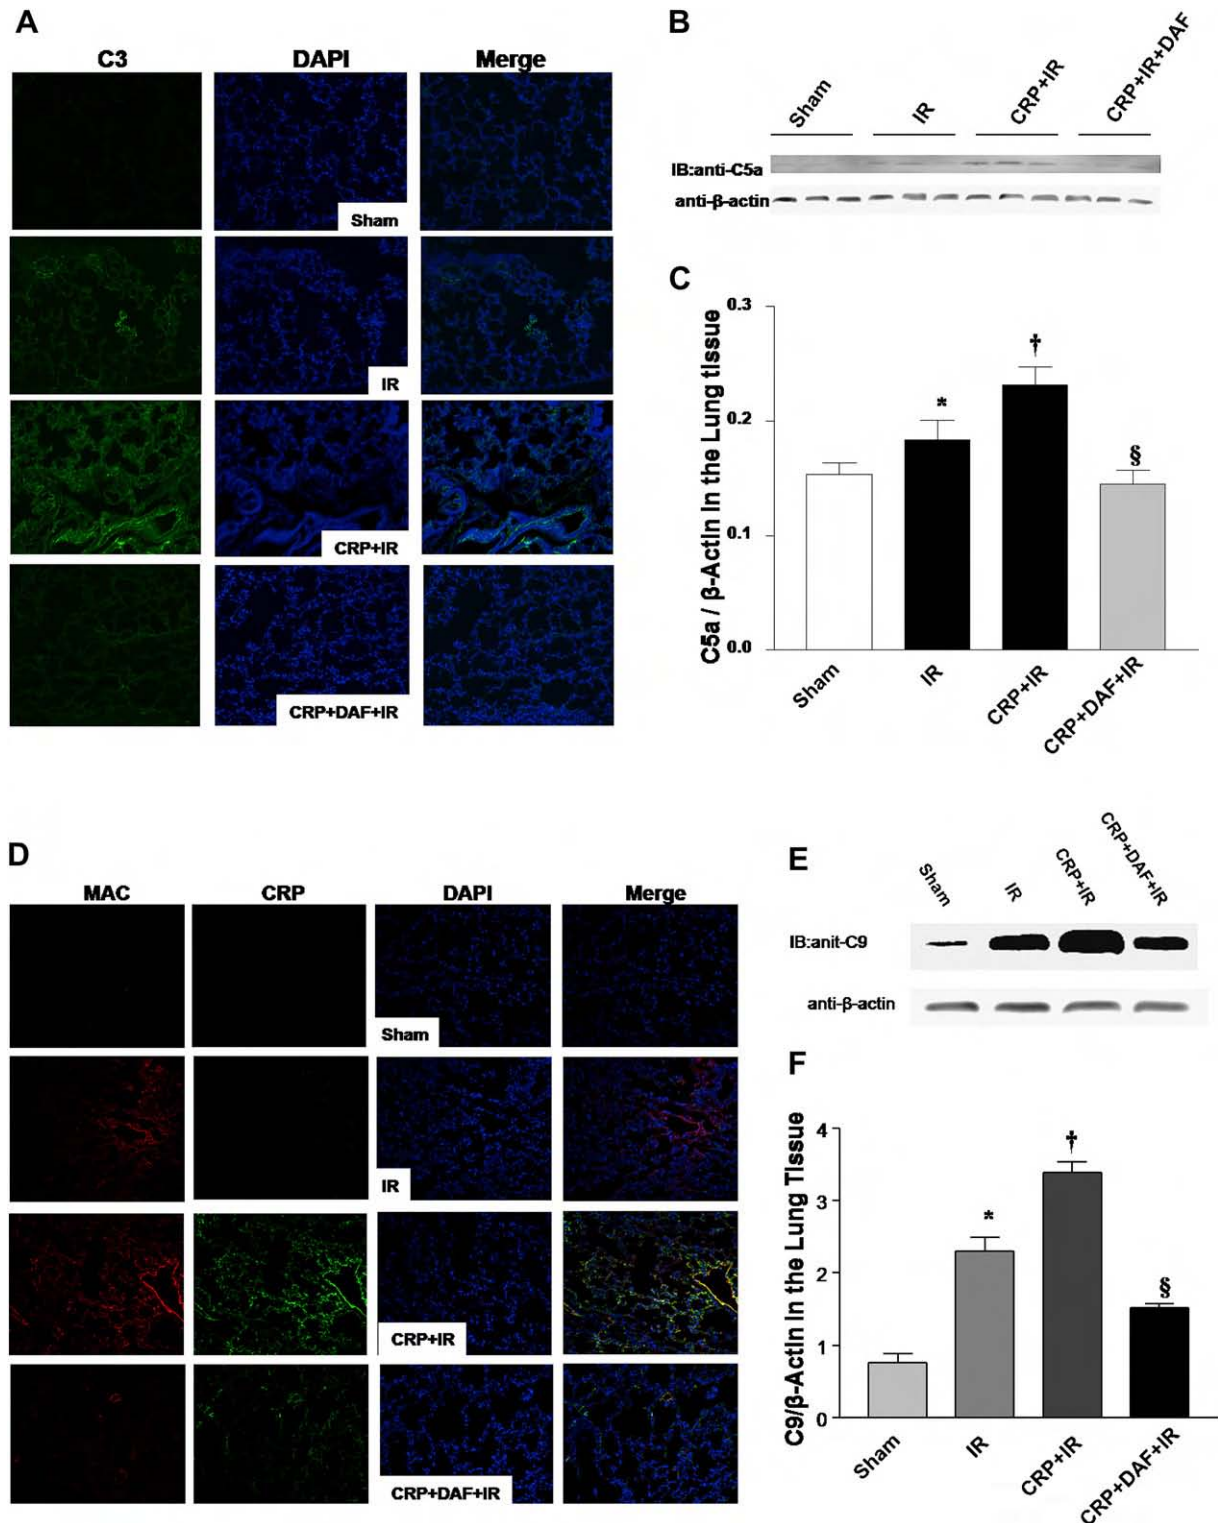 A
C3 DAPI Merge
Sham
IR
CRP+IR
CRP+DAF+IR
B
Sham IR CRP+IR CRP+IR+DAF
IB:anti-C5a
anti-β-actin
C
C5a / β-Actin in the Lung tissue
0.3
0.2
0.1
0.0
*
†
§
Sham IR CRP+IR CRP+DAF+IR
D
MAC CRP DAPI Merge
Sham
IR
CRP+IR
CRP+DAF+IR
E
Sham IR CRP+IR CRP+DAF+IR
IB:anit-C9
anti-β-actin
F
C9/β-Actin in the Lung Tissue
4
3
2
1
0
*
†
§
Sham IR CRP+IR CRP+DAF+IR